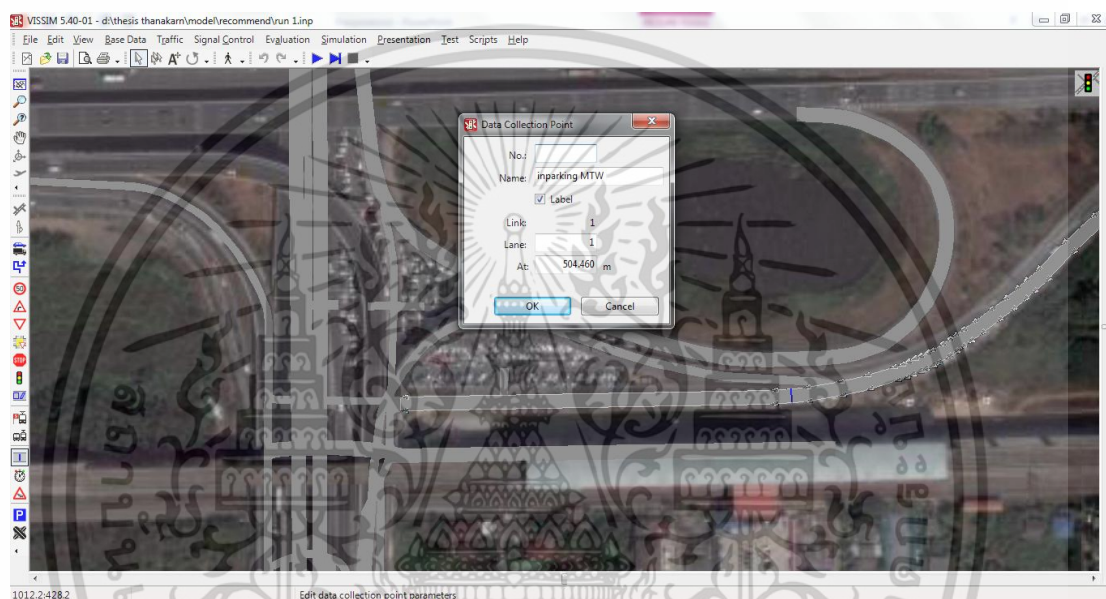 VISSIM 5.40-01 - d:\thesis thanakarn\model\recommend\run 1.inp
File Edit View Base Data Traffic Signal Control Evaluation Simulation Presentation Test Scripts Help
Data Collection Point
No.:
Name: inparking MTW
Label
Link: 1
Lane: 1
At: 504.460 m
OK Cancel
50
STOP
P
1012.2:428.2 Edit data collection point parameters